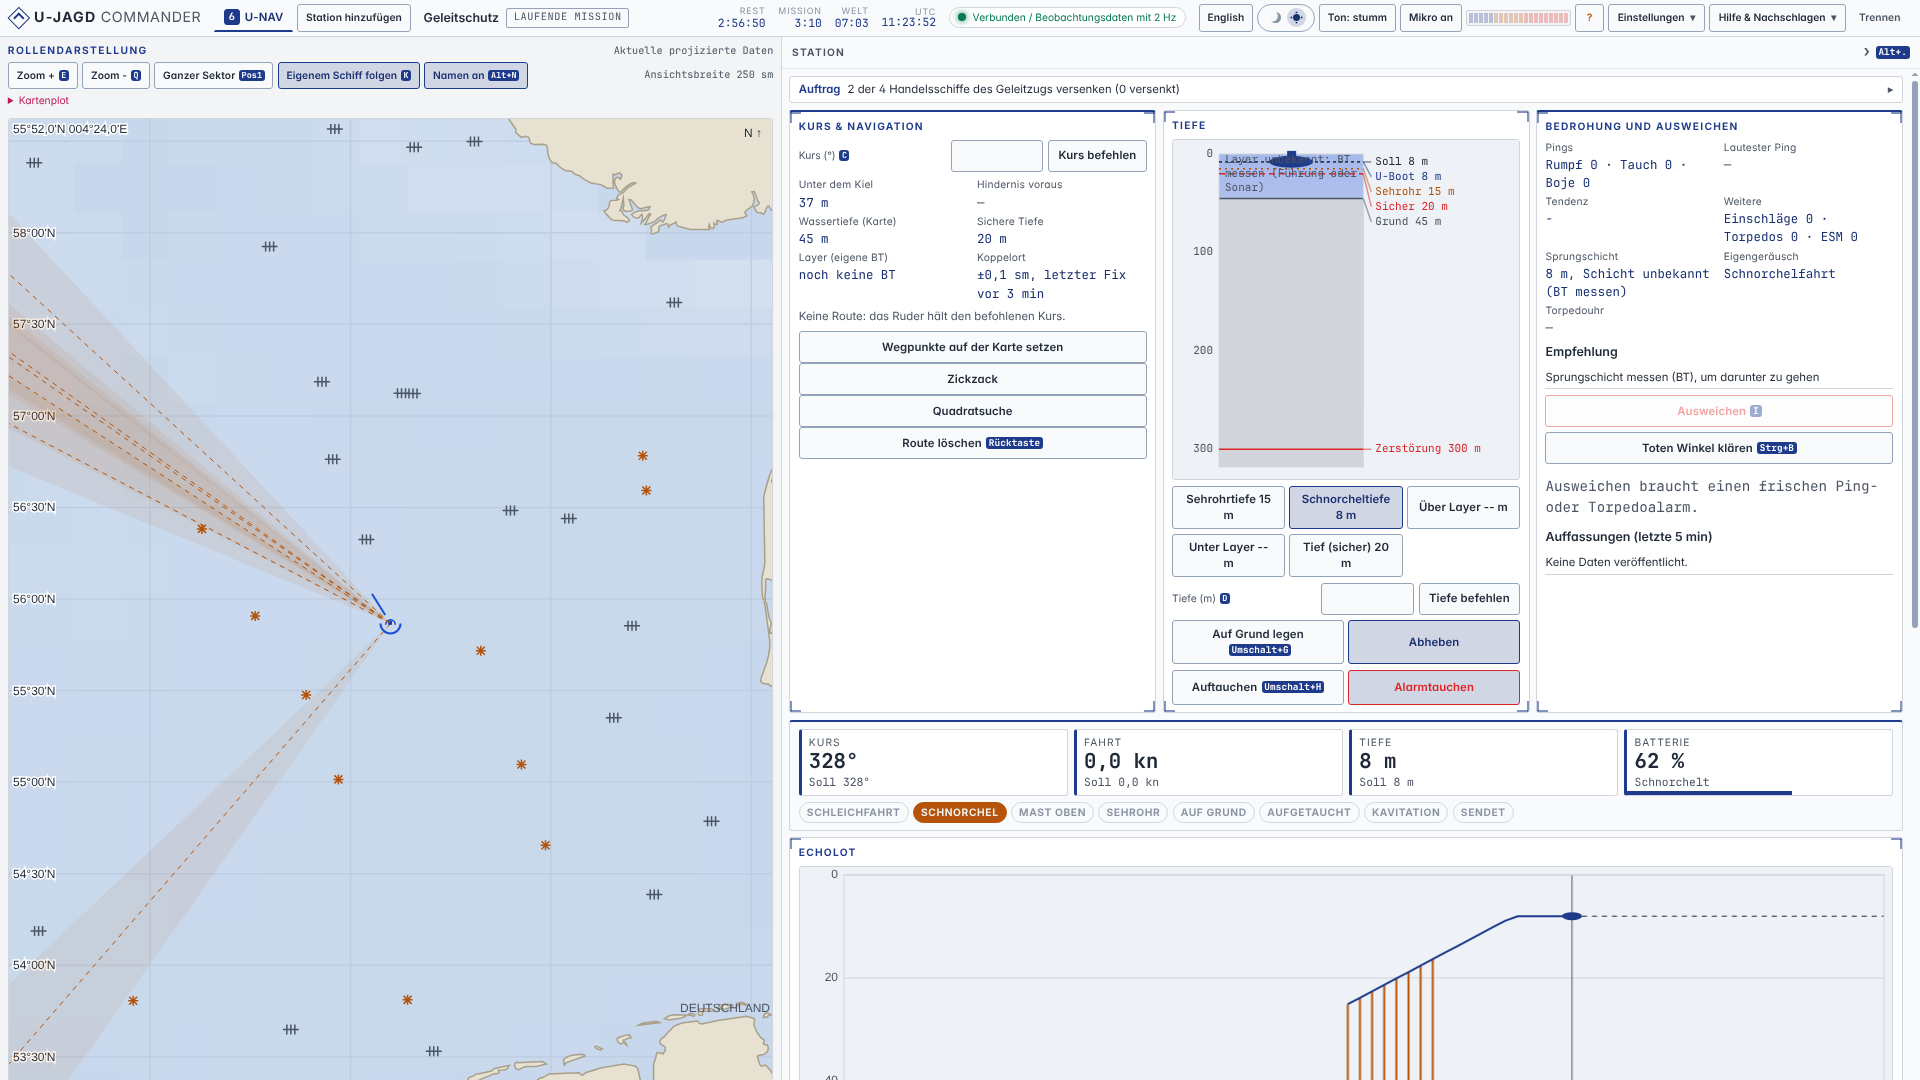 U-JAGD COMMANDER
6 U-NAV
Station hinzufügen
Geleitschutz
LAUFENDE MISSION
REST 2:56:50
MISSION 3:10
WELT 07:03
UTC 11:23:52
Verbunden / Beobachtungsdaten mit 2 Hz
English
Ton: stumm
Mikro an
?
Einstellungen ▾
Hilfe & Nachschlagen ▾
Trennen
ROLLENDARSTELLUNG
Aktuelle projizierte Daten
Zoom + E
Zoom - Q
Ganzer Sektor Pos1
Eigenem Schiff folgen K
Namen an Alt+N
Ansichtsbreite 250 sm
▸ Kartenplot
55°52,0'N 004°24,0'E
N ↑
58°00'N
57°30'N
57°00'N
56°30'N
56°00'N
55°30'N
55°00'N
54°30'N
54°00'N
53°30'N
DEUTSCHLAND
STATION
› Alt+.
Auftrag 2 der 4 Handelsschiffe des Geleitzugs versenken (0 versenkt)
KURS & NAVIGATION
Kurs (°) C
Kurs befehlen
Unter dem Kiel
37 m
Hindernis voraus
—
Wassertiefe (Karte)
45 m
Sichere Tiefe
20 m
Layer (eigene BT)
noch keine BT
Koppelort
±0,1 sm, letzter Fix
vor 3 min
Keine Route: das Ruder hält den befohlenen Kurs.
Wegpunkte auf der Karte setzen
Zickzack
Quadratsuche
Route löschen Rücktaste
TIEFE
0
100
200
300
Layer unbekannt: BT
messen (Führung oder
Sonar)
Soll 8 m
U-Boot 8 m
Sehrohr 15 m
Sicher 20 m
Grund 45 m
Zerstörung 300 m
Sehrohrtiefe 15
m
Schnorcheltiefe
8 m
Über Layer -- m
Unter Layer --
m
Tief (sicher) 20
m
Tiefe (m) D
Tiefe befehlen
Auf Grund legen
Umschalt+G
Abheben
Auftauchen Umschalt+H
Alarmtauchen
BEDROHUNG UND AUSWEICHEN
Pings
Rumpf 0 · Tauch 0 ·
Boje 0
Lautester Ping
—
Tendenz
-
Weitere
Einschläge 0 ·
Torpedos 0 · ESM 0
Sprungschicht
8 m, Schicht unbekannt
(BT messen)
Eigengeräusch
Schnorchelfahrt
Torpedouhr
—
Empfehlung
Sprungschicht messen (BT), um darunter zu gehen
Ausweichen I
Toten Winkel klären Strg+B
Ausweichen braucht einen frischen Ping-
oder Torpedoalarm.
Auffassungen (letzte 5 min)
Keine Daten veröffentlicht.
KURS
328°
Soll 328°
FAHRT
0,0 kn
Soll 0,0 kn
TIEFE
8 m
Soll 8 m
BATTERIE
62 %
Schnorchelt
SCHLEICHFAHRT
SCHNORCHEL
MAST OBEN
SEHROHR
AUF GRUND
AUFGETAUCHT
KAVITATION
SENDET
ECHOLOT
0
20
40